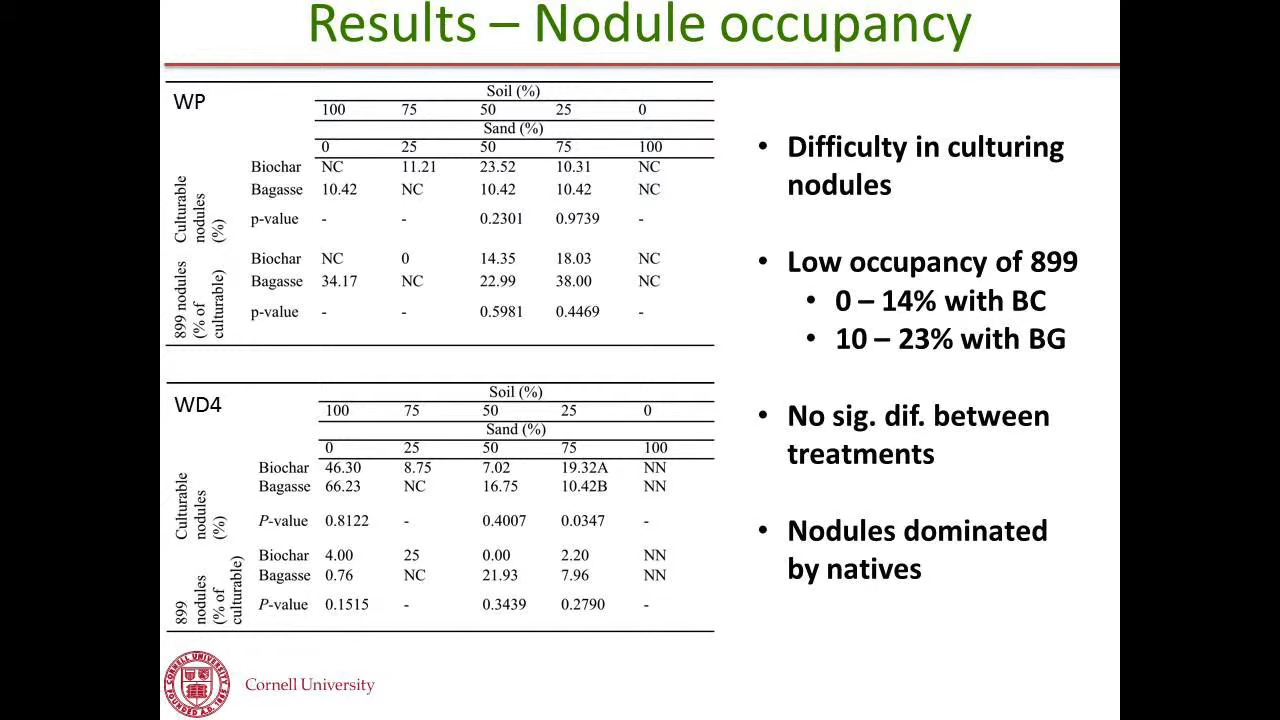 Results – Nodule occupancy
WP
Soil (%)
100 75 50 25 0
Sand (%)
0 25 50 75 100
Culturable nodules (%)
Biochar NC 11.21 23.52 10.31 NC
Bagasse 10.42 NC 10.42 10.42 NC
p-value - - 0.2301 0.9739 -
899 nodules (% of culturable)
Biochar NC 0 14.35 18.03 NC
Bagasse 34.17 NC 22.99 38.00 NC
p-value - - 0.5981 0.4469 -
WD4
Soil (%)
100 75 50 25 0
Sand (%)
0 25 50 75 100
Culturable nodules (%)
Biochar 46.30 8.75 7.02 19.32A NN
Bagasse 66.23 NC 16.75 10.42B NN
P-value 0.8122 - 0.4007 0.0347 -
899 nodules (% of culturable)
Biochar 4.00 25 0.00 2.20 NN
Bagasse 0.76 NC 21.93 7.96 NN
P-value 0.1515 - 0.3439 0.2790 -
• Difficulty in culturing
nodules
• Low occupancy of 899
• 0 – 14% with BC
• 10 – 23% with BG
• No sig. dif. between
treatments
• Nodules dominated
by natives
CORNELL UNIVERSITY
FOUNDED A.D. 1865
Cornell University